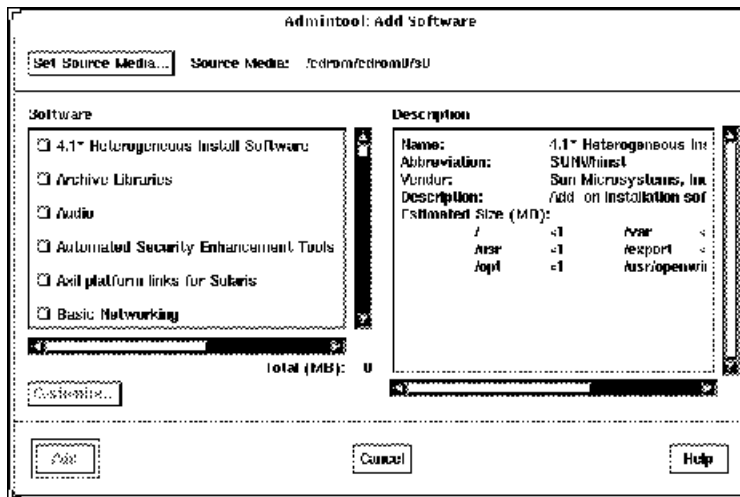 Admintool: Add Software
Set Source Media... Source Media: /cdrom/cdrom0/s0
Software
4.1* Heterogeneous Install Software
Archive Libraries
Audio
Automated Security Enhancement Tools
Axil platform links for Solaris
Basic Networking
Total (MB): 0
Customize...
Description
Name: 4.1* Heterogeneous Ins
Abbreviation: SUNWhinst
Vendor: Sun Microsystems, Inc
Description: Add-on installation sof
Estimated Size (MB):
/ <1 /var <
/usr <1 /export <
/opt <1 /usr/openwin
Add Cancel Help